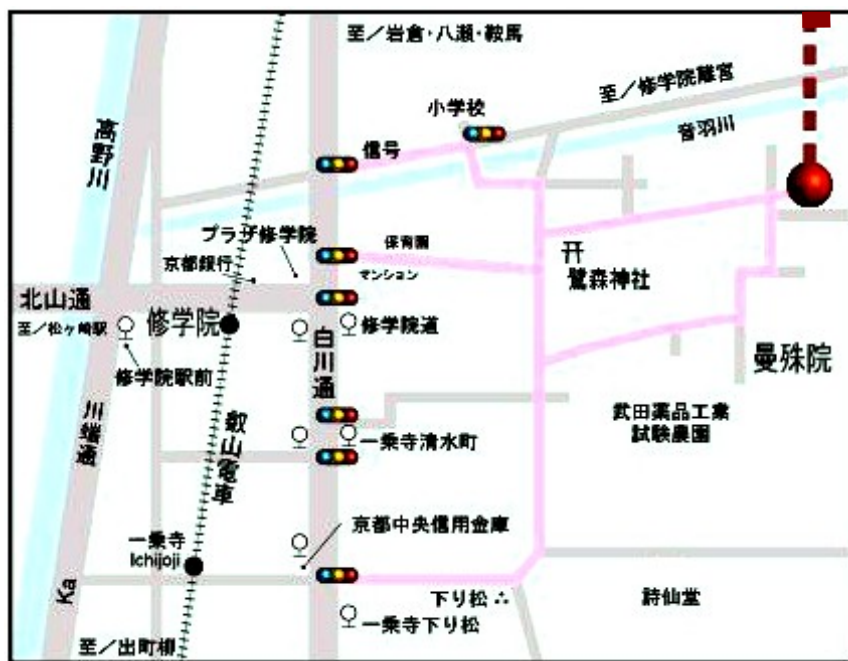 至／岩倉・八瀬・鞍馬
至／修学院離宮
小学校
音羽川
高野川
信号
プラザ修学院
保育園
京都銀行
マンション
鷺森神社
北山通
至／松ヶ崎駅
修学院
白川通
修学院道
修学院駅前
曼殊院
川端通
叡山電車
武田薬品工業
試験農園
一乗寺清水町
京都中央信用金庫
一乗寺
Ichijoji
Ka
下り松
詩仙堂
一乗寺下り松
至／出町柳